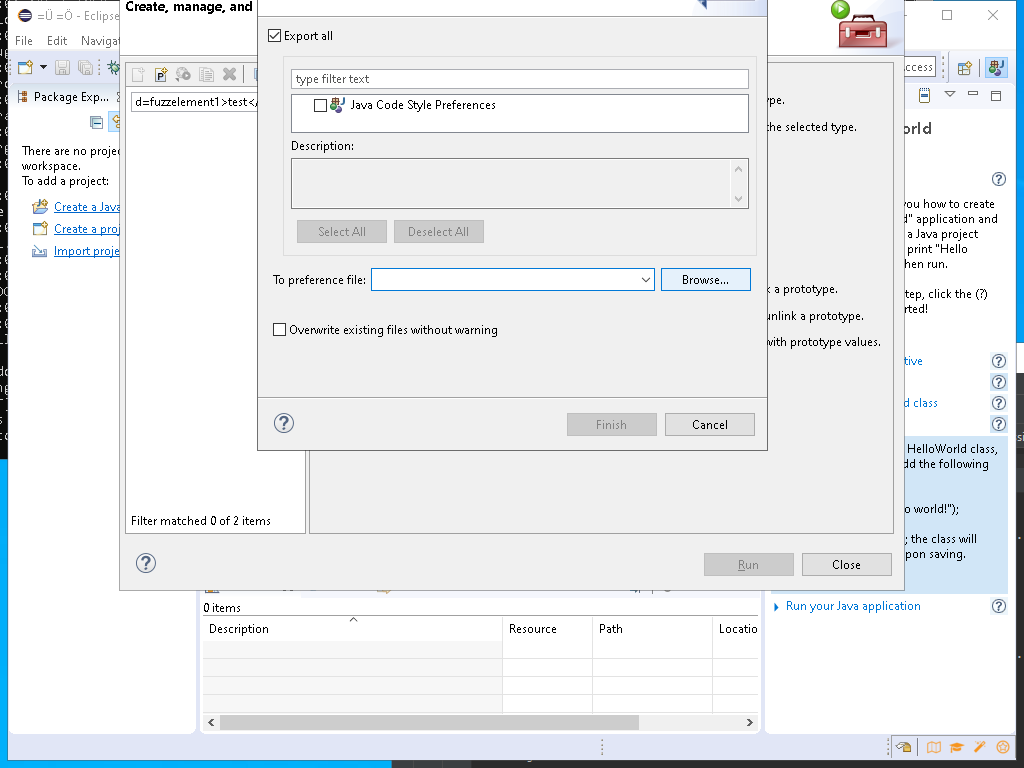 =Ü =Ö - Eclipse
File Edit Navigat
Create, manage, and
Export all
type filter text
Java Code Style Preferences
Description:
Select All
Deselect All
To preference file:
Browse...
Overwrite existing files without warning
Finish
Cancel
Package Exp...
There are no projec
workspace.
To add a project:
Create a Java
Create a proj
Import proje
d=fuzzelement1>test</
Filter matched 0 of 2 items
ype.
the selected type.
k a prototype.
unlink a prototype.
with prototype values.
Run
Close
ccess
orld
you how to create
d" application and
a Java project
print "Hello
hen run.
tep, click the (?)
rted!
tive
d class
HelloWorld class,
dd the following
o world!");
; the class will
pon saving.
Run your Java application
0 items
Description
Resource
Path
Locatio